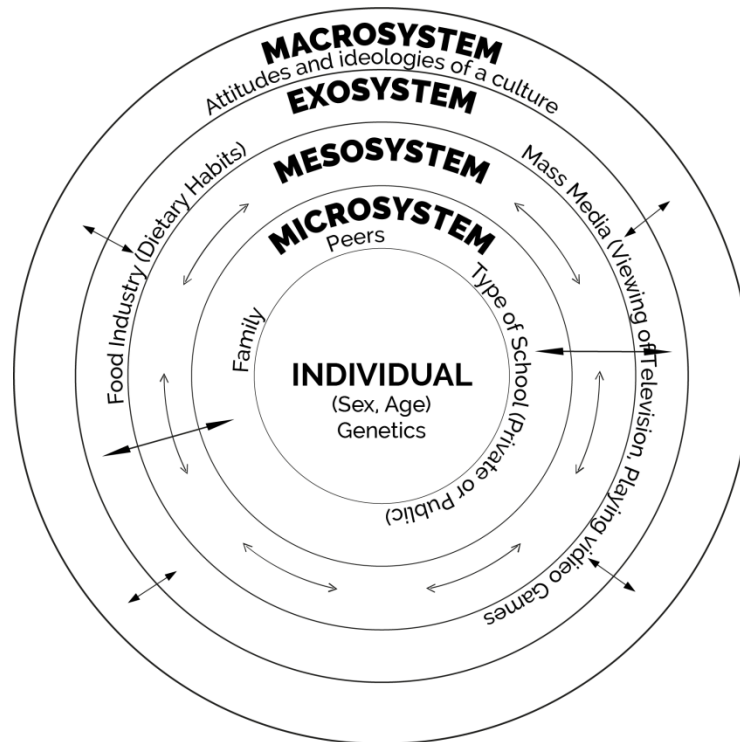 MACROSYSTEM
Attitudes and ideologies of a culture
EXOSYSTEM
Food Industry (Dietary Habits)
Mass Media (Viewing of Television, Playing vidieo Games
MESOSYSTEM
MICROSYSTEM
Peers
Family
Type of School (Private or Public)
INDIVIDUAL
(Sex, Age)
Genetics